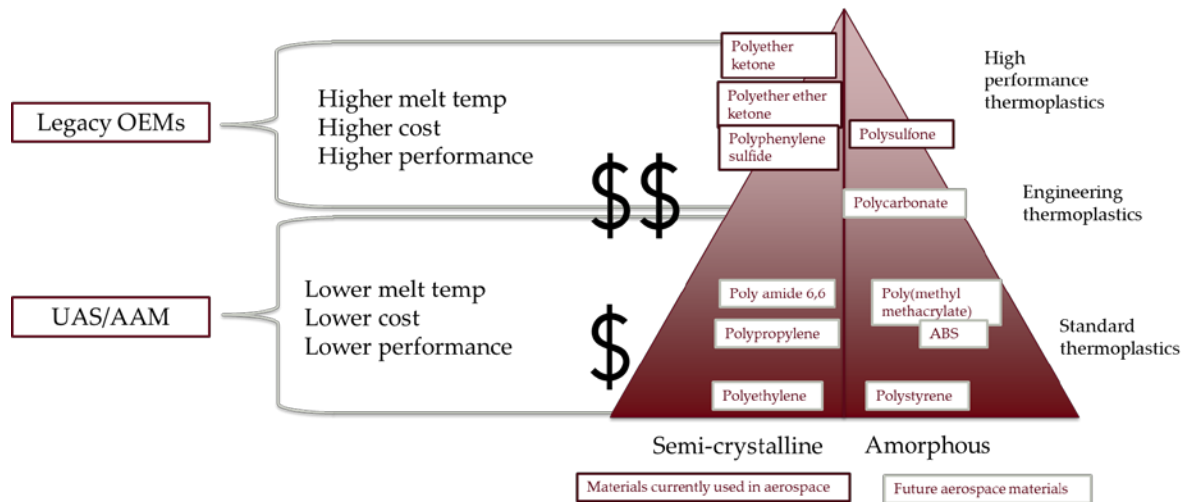 Legacy OEMs
Higher melt temp
Higher cost
Higher performance
$$
UAS/AAM
Lower melt temp
Lower cost
Lower performance
$
Polyether
ketone
Polyether ether
ketone
Polyphenylene
sulfide
Polysulfone
Polycarbonate
Poly amide 6,6
Poly(methyl
methacrylate)
Polypropylene
ABS
Polyethylene
Polystyrene
High
performance
thermoplastics
Engineering
thermoplastics
Standard
thermoplastics
Semi-crystalline
Amorphous
Materials currently used in aerospace
Future aerospace materials